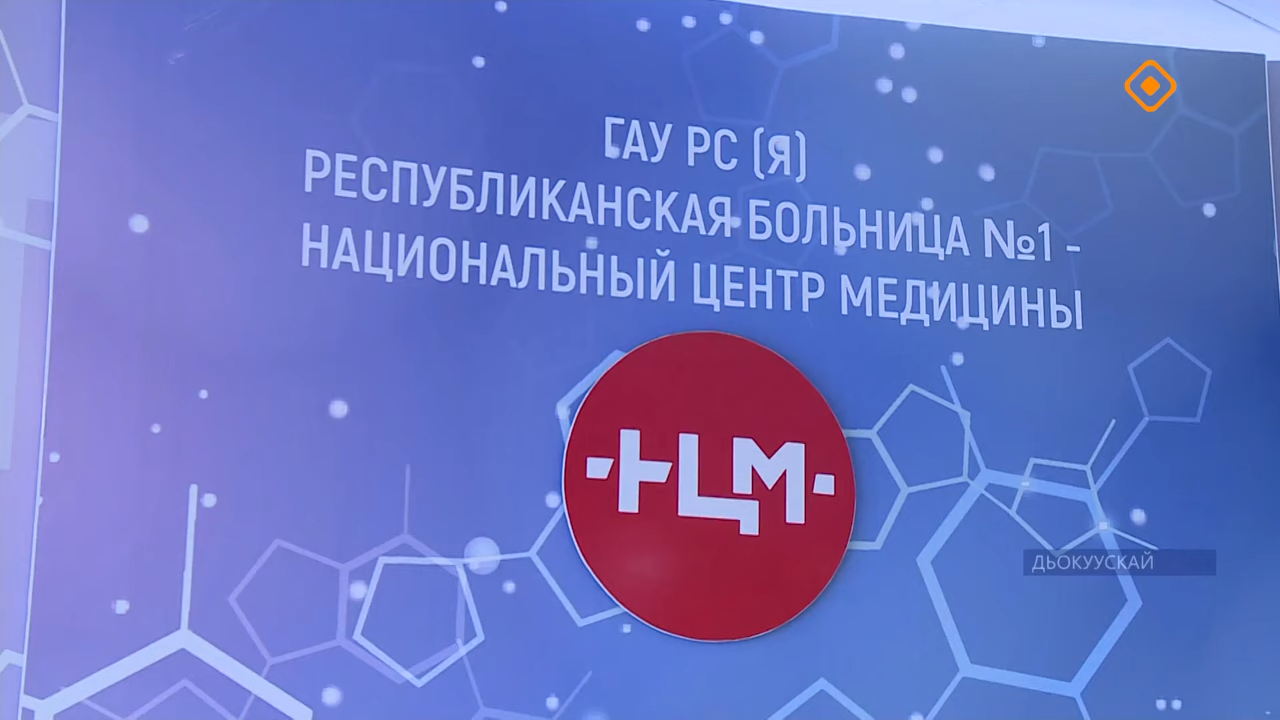 ГАУ РС (Я)
РЕСПУБЛИКАНСКАЯ БОЛЬНИЦА №1 -
НАЦИОНАЛЬНЫЙ ЦЕНТР МЕДИЦИНЫ
НЦМ
ДЬОКУУСКАЙ